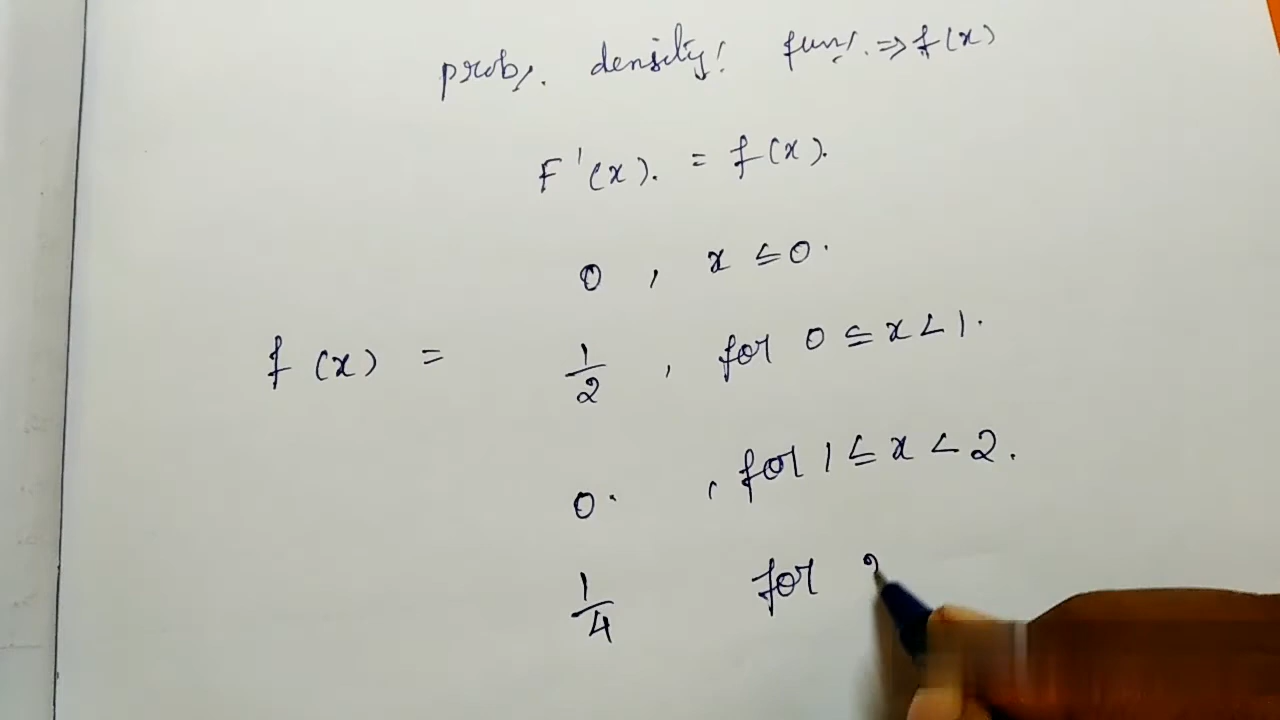 prob. density fun. ⇒ f(x)
F'(x). = f(x).
0 , x ≤ 0.
f(x) = 1/2 , for 0 ≤ x < 1.
0. , for 1 ≤ x < 2.
1/4 for